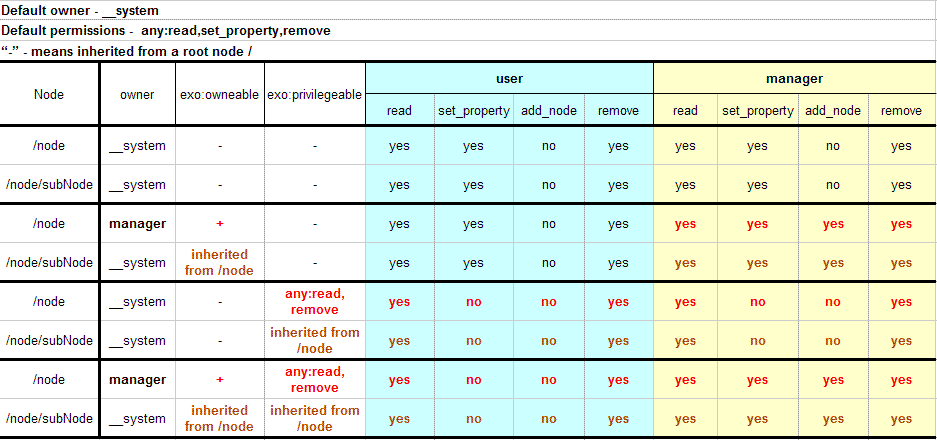 Default owner - __system
Default permissions - any:read,set_property,remove
“-” - means inherited from a root node /
Node owner exo:owneable exo:privilegeable user manager
read set_property add_node remove read set_property add_node remove
/node __system - - yes yes no yes yes yes no yes
/node/subNode __system - - yes yes no yes yes yes no yes
/node manager + - yes yes no yes yes yes yes yes
/node/subNode __system inherited from /node - yes yes no yes yes yes yes yes
/node __system - any:read, remove yes no no yes yes no no yes
/node/subNode __system - inherited from /node yes no no yes yes no no yes
/node manager + any:read, remove yes no no yes yes yes yes yes
/node/subNode __system inherited from /node inherited from /node yes no no yes yes yes yes yes